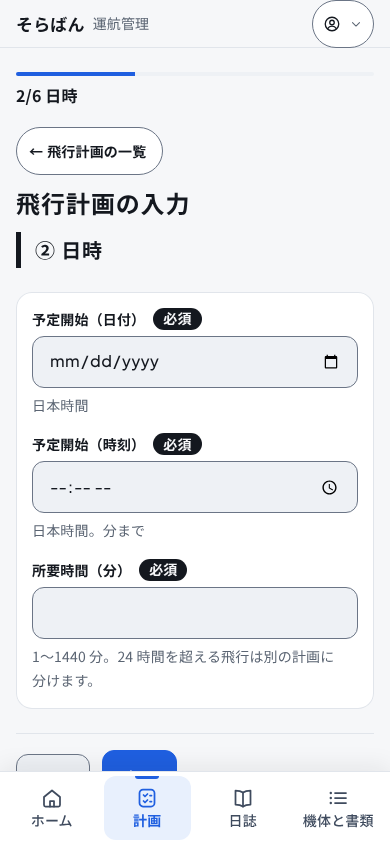 そらばん 運航管理
2/6 日時
← 飛行計画の一覧
飛行計画の入力
② 日時
予定開始（日付） 必須
mm/dd/yyyy
日本時間
予定開始（時刻） 必須
--:-- --
日本時間。分まで
所要時間（分） 必須
1〜1440 分。24 時間を超える飛行は別の計画に
分けます。
ホーム 計画 日誌 機体と書類